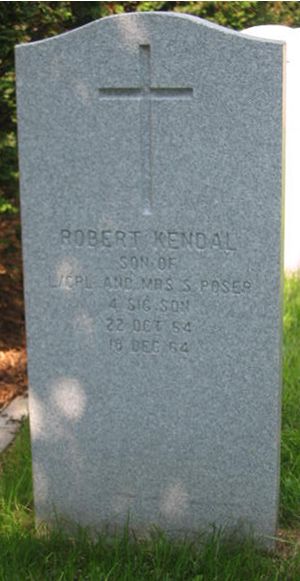 ROBERT KENDAL
SON OF
L/CPL AND MRS S POSER
4 SIG SQN
22 OCT 64
18 DEC 64